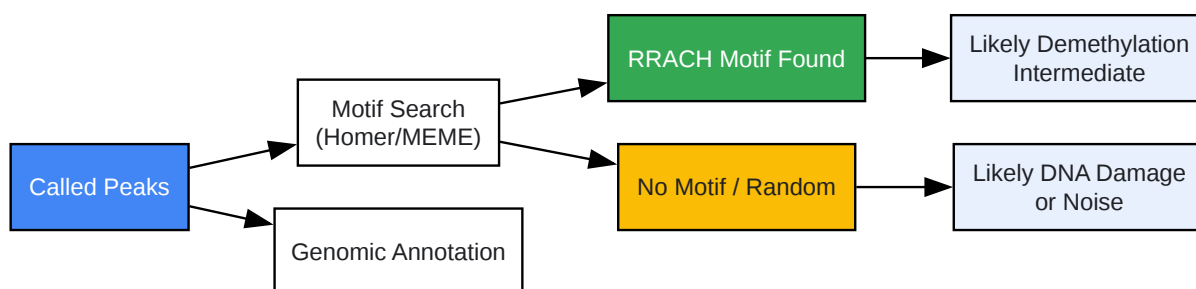 Called Peaks
Motif Search
(Homer/MEME)
Genomic Annotation
RRACH Motif Found
No Motif / Random
Likely Demethylation
Intermediate
Likely DNA Damage
or Noise